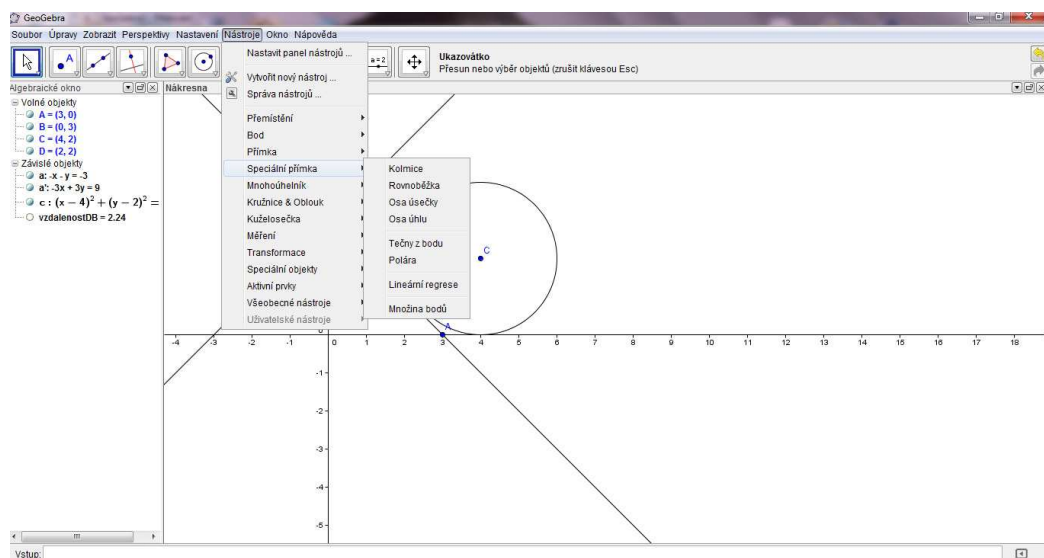 GeoGebra
Soubor Úpravy Zobrazit Perspektivy Nastavení Nástroje Okno Nápověda
A
a=2
Ukazovátko
Přesun nebo výběr objektů (zrušit klávesou Esc)
Algebraické okno
Volné objekty
A = (3, 0)
B = (0, 3)
C = (4, 2)
D = (2, 2)
Závislé objekty
a: -x - y = -3
a': -3x + 3y = 9
c : (x − 4)² + (y − 2)² =
vzdalenostDB = 2.24
Nákresna
Nastavit panel nástrojů ...
Vytvořit nový nástroj ...
Správa nástrojů ...
Přemístění
Bod
Přímka
Speciální přímka
Mnohoúhelník
Kružnice & Oblouk
Kuželosečka
Měření
Transformace
Speciální objekty
Aktivní prvky
Všeobecné nástroje
Uživatelské nástroje
Kolmice
Rovnoběžka
Osa úsečky
Osa úhlu
Tečny z bodu
Polára
Lineární regrese
Množina bodů
C
A
0
-4 -3 -2 -1 0 1 2 3 4 5 6 7 8 9 10 11 12 13 14 15 16 17 18
-1
-2
-3
-4
-5
Vstup: